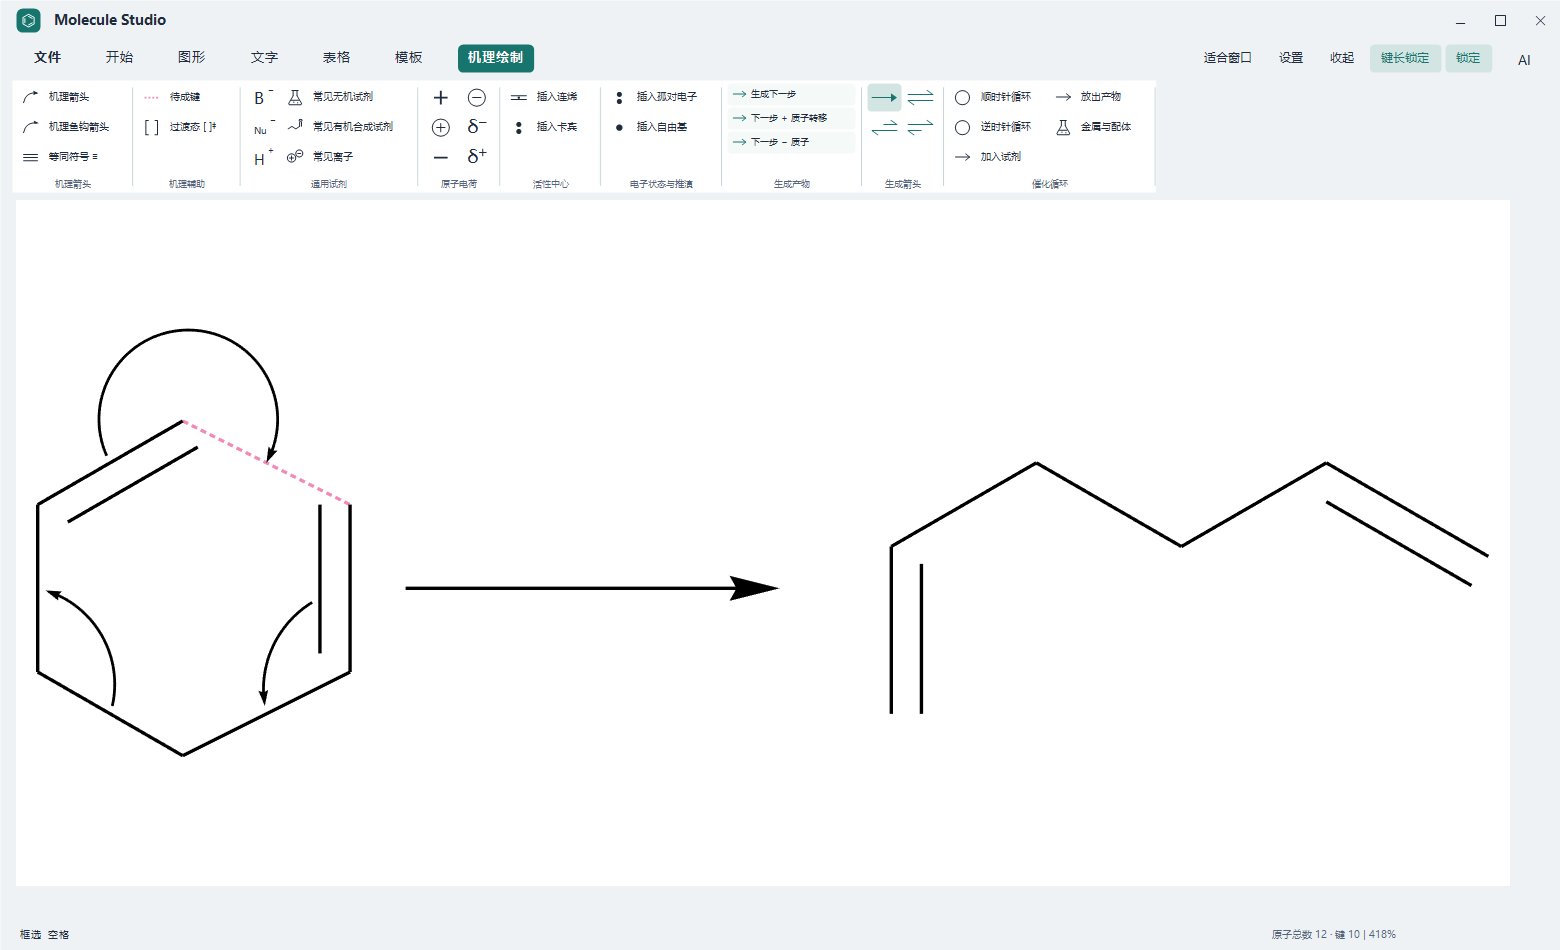 Molecule Studio
文件 开始 图形 文字 表格 模板 机理绘制 适合窗口 设置 收起 键长锁定 锁定 AI
机理箭头 待成键 B⁻ 常见无机试剂 + ⊖ 插入连烯 插入孤对电子 生成下一步 顺时针循环 放出产物
机理鱼钩箭头 [ ] 过渡态 [ ]‡ Nu⁻ 常见有机合成试剂 ⊕ δ⁻ 插入卡宾 插入自由基 下一步 + 质子转移 逆时针循环 金属与配体
等同符号 ≡ H⁺ 常见离子 − δ⁺ 下一步 − 质子 加入试剂
机理箭头 机理辅助 通用试剂 原子电荷 活性中心 电子状态与推演 生成产物 生成箭头 催化循环
框选 空格 原子总数 12 · 键 10 | 418%